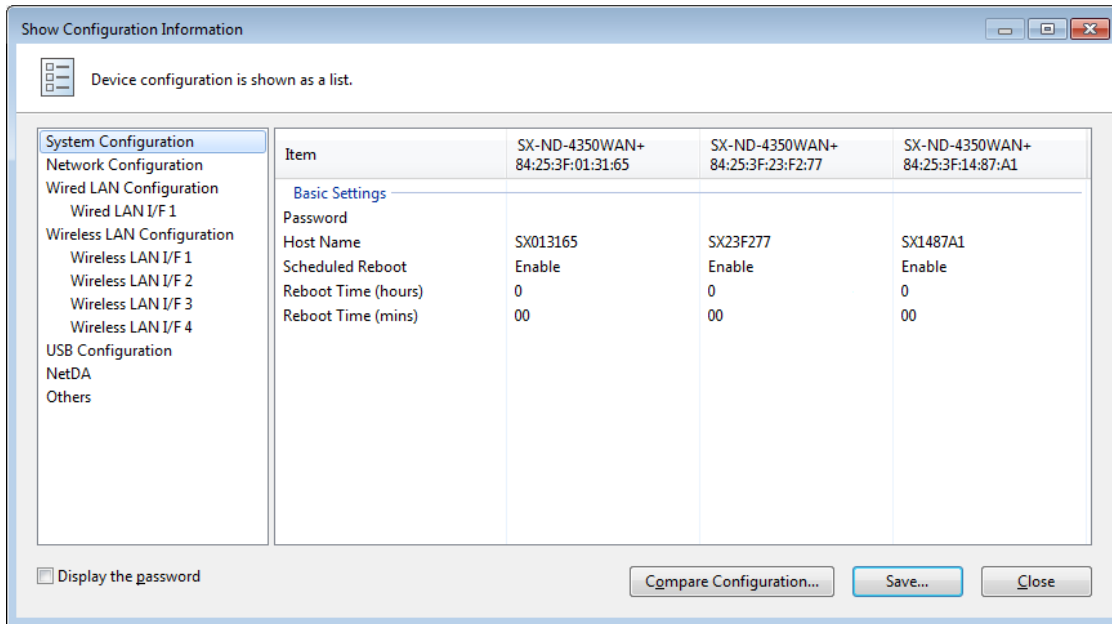 Show Configuration Information
Device configuration is shown as a list.
System Configuration
Network Configuration
Wired LAN Configuration
Wired LAN I/F 1
Wireless LAN Configuration
Wireless LAN I/F 1
Wireless LAN I/F 2
Wireless LAN I/F 3
Wireless LAN I/F 4
USB Configuration
NetDA
Others
Item SX-ND-4350WAN+ SX-ND-4350WAN+ SX-ND-4350WAN+
84:25:3F:01:31:65 84:25:3F:23:F2:77 84:25:3F:14:87:A1
Basic Settings
Password
Host Name SX013165 SX23F277 SX1487A1
Scheduled Reboot Enable Enable Enable
Reboot Time (hours) 0 0 0
Reboot Time (mins) 00 00 00
Display the password
Compare Configuration... Save... Close